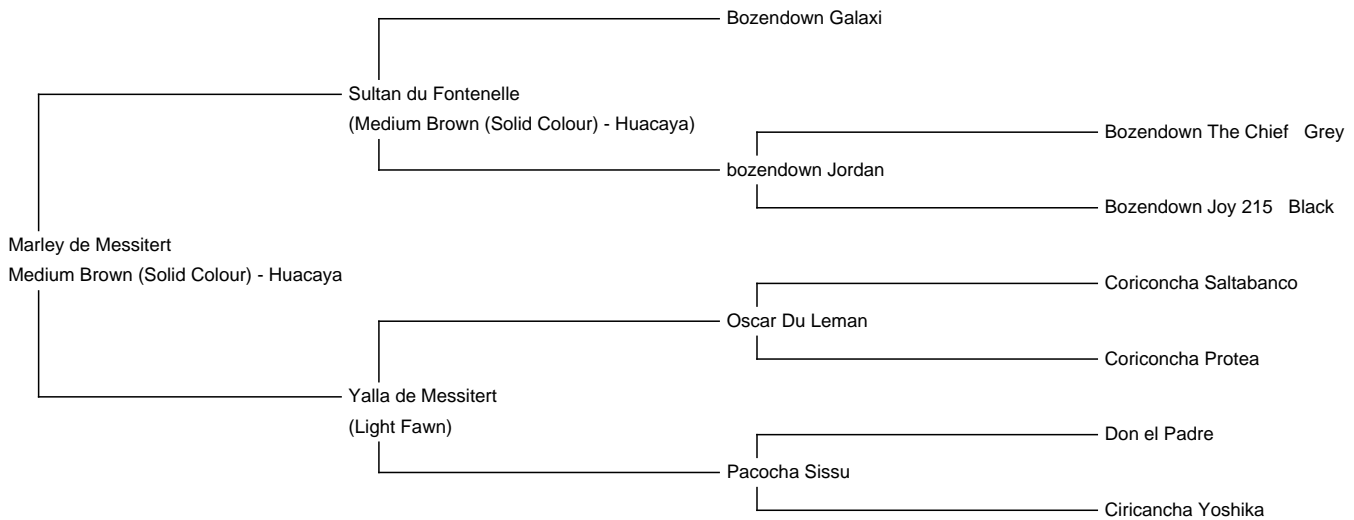 Bozendown Galaxi
Sultan du Fontenelle
(Medium Brown (Solid Colour) - Huacaya)
Bozendown The Chief   Grey
bozendown Jordan
Bozendown Joy 215   Black
Marley de Messitert
Medium Brown (Solid Colour) - Huacaya
Coriconcha Saltabanco
Oscar Du Leman
Coriconcha Protea
Yalla de Messitert
(Light Fawn)
Don el Padre
Pacocha Sissu
Ciricancha Yoshika